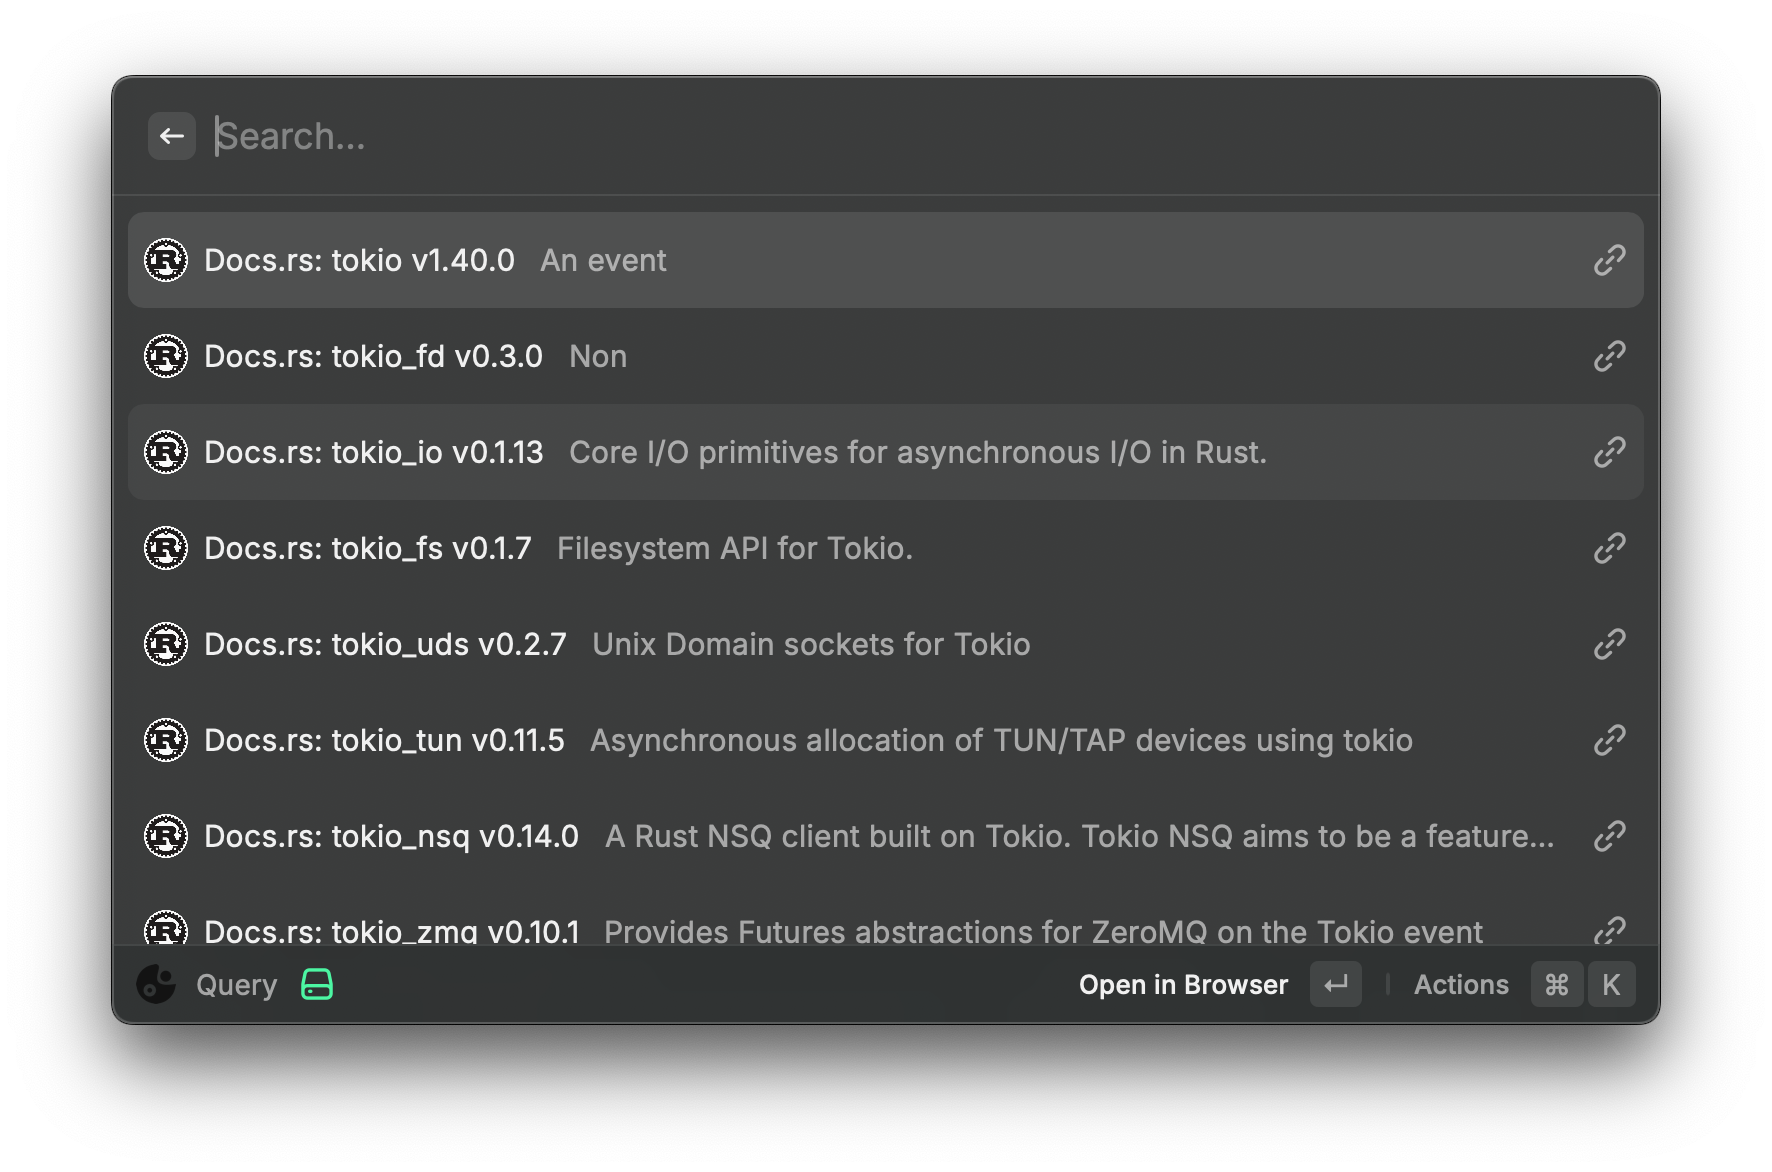 Search...
Docs.rs: tokio v1.40.0 An event
Docs.rs: tokio_fd v0.3.0 Non
Docs.rs: tokio_io v0.1.13 Core I/O primitives for asynchronous I/O in Rust.
Docs.rs: tokio_fs v0.1.7 Filesystem API for Tokio.
Docs.rs: tokio_uds v0.2.7 Unix Domain sockets for Tokio
Docs.rs: tokio_tun v0.11.5 Asynchronous allocation of TUN/TAP devices using tokio
Docs.rs: tokio_nsq v0.14.0 A Rust NSQ client built on Tokio. Tokio NSQ aims to be a feature...
Docs.rs: tokio_zmq v0.10.1 Provides Futures abstractions for ZeroMQ on the Tokio event
Query Open in Browser ↵ Actions ⌘ K